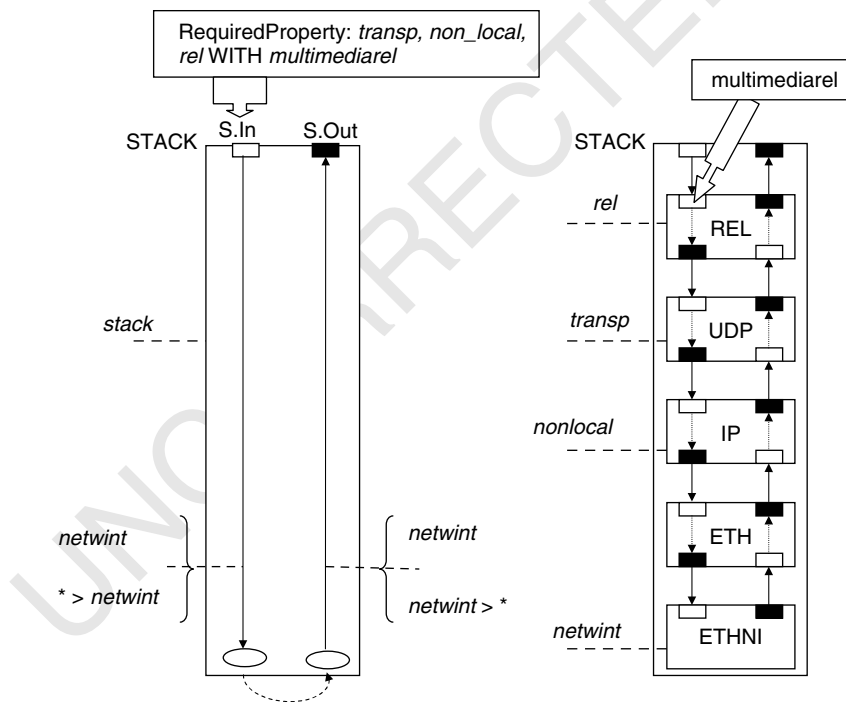 RequiredProperty: transp, non_local,
rel WITH multimediarel
STACK
S.In
S.Out
stack
netwint
* > netwint
netwint
netwint > *
multimediarel
STACK
rel
REL
transp
UDP
nonlocal
IP
ETH
netwint
ETHNI